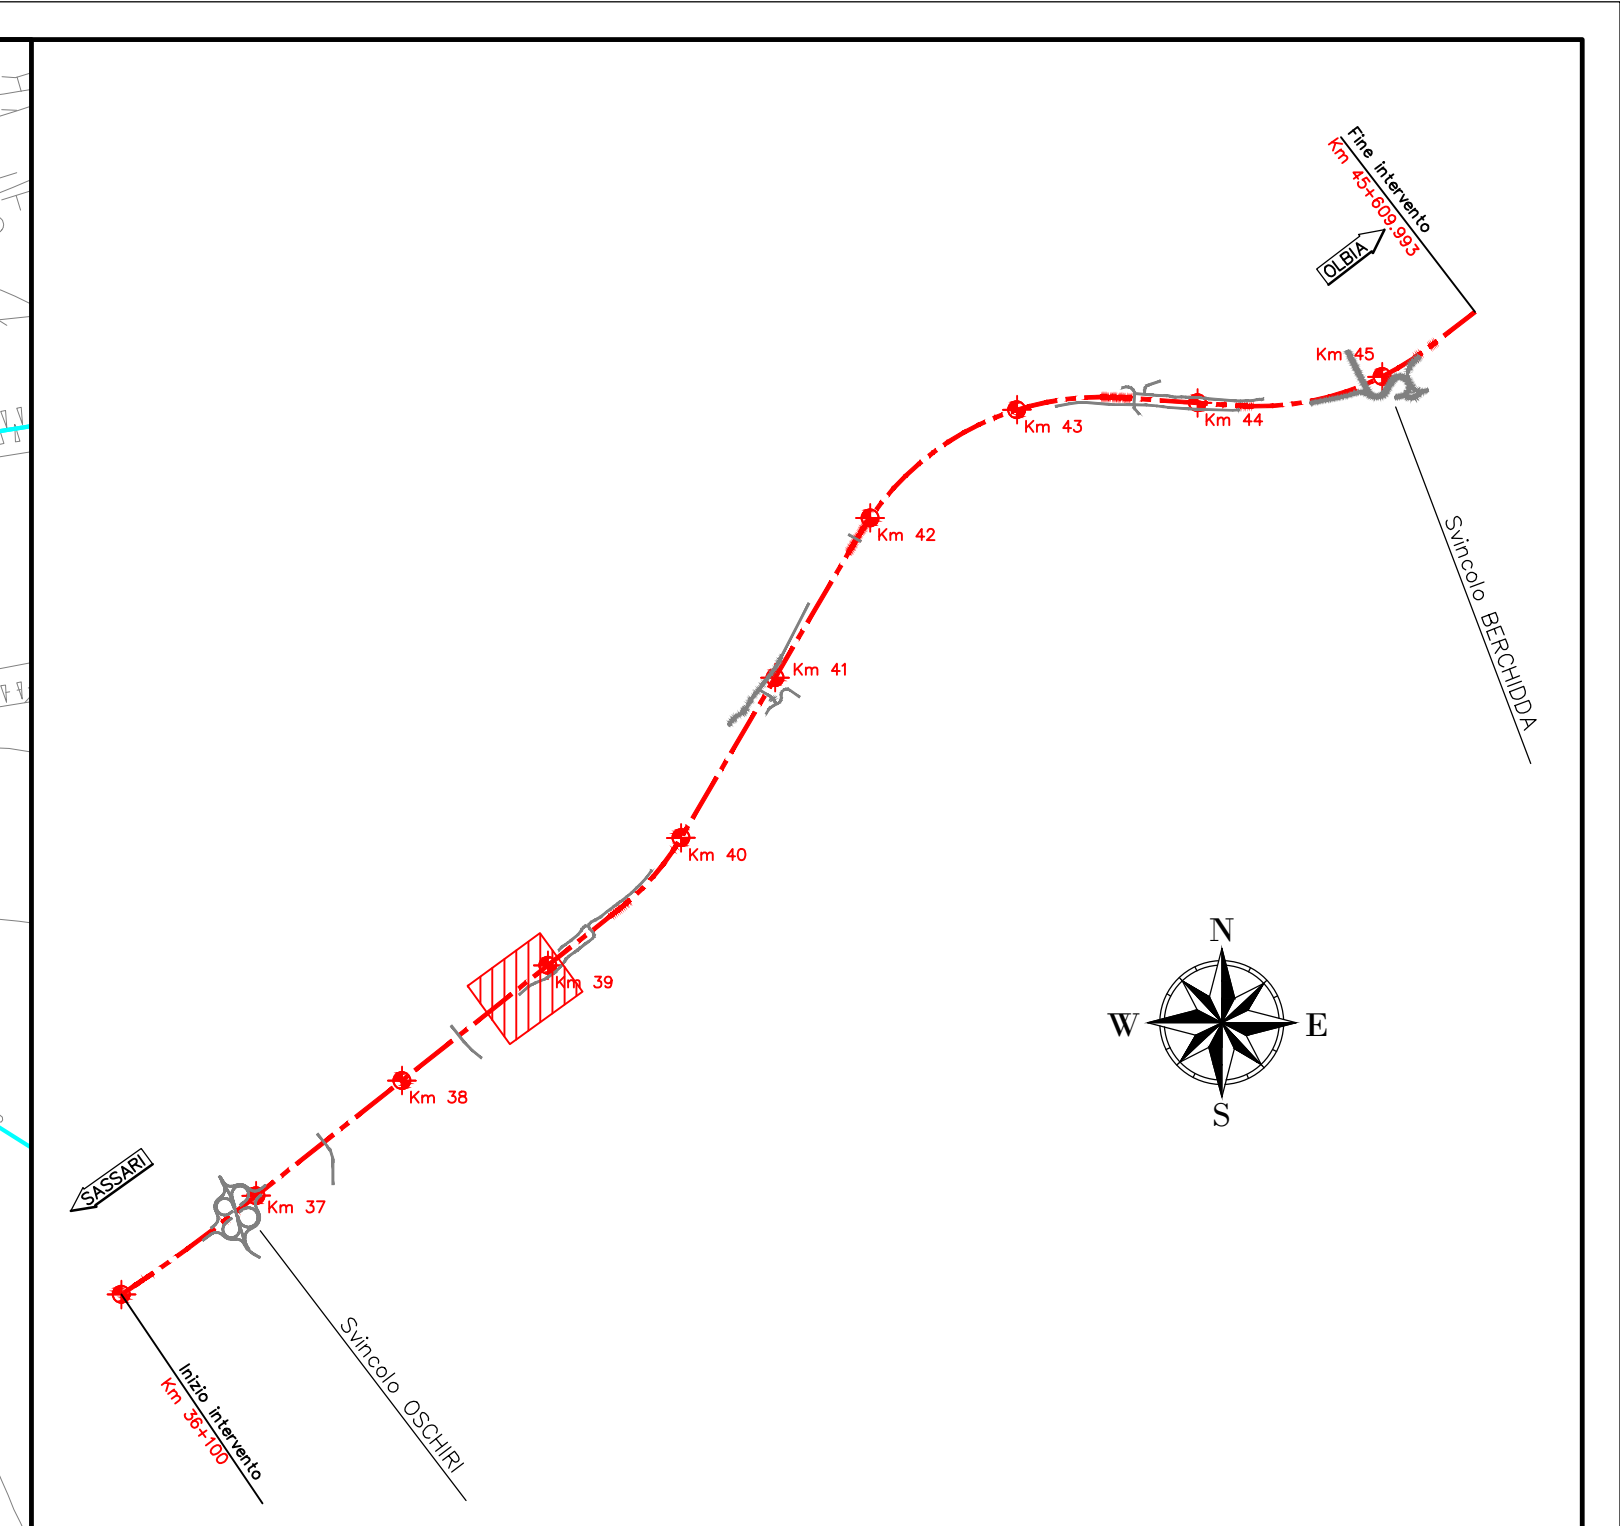 Fine intervento
Km 45+609.993
OLBIA
Km 45
Km 43
Km 44
Km 42
Svincolo BERCHIDDA
Km 41
Km 40
N
Km 39
W
E
Km 38
S
SASSARI
Km 37
Svincolo OSCHIRI
Inizio intervento
Km 36+100